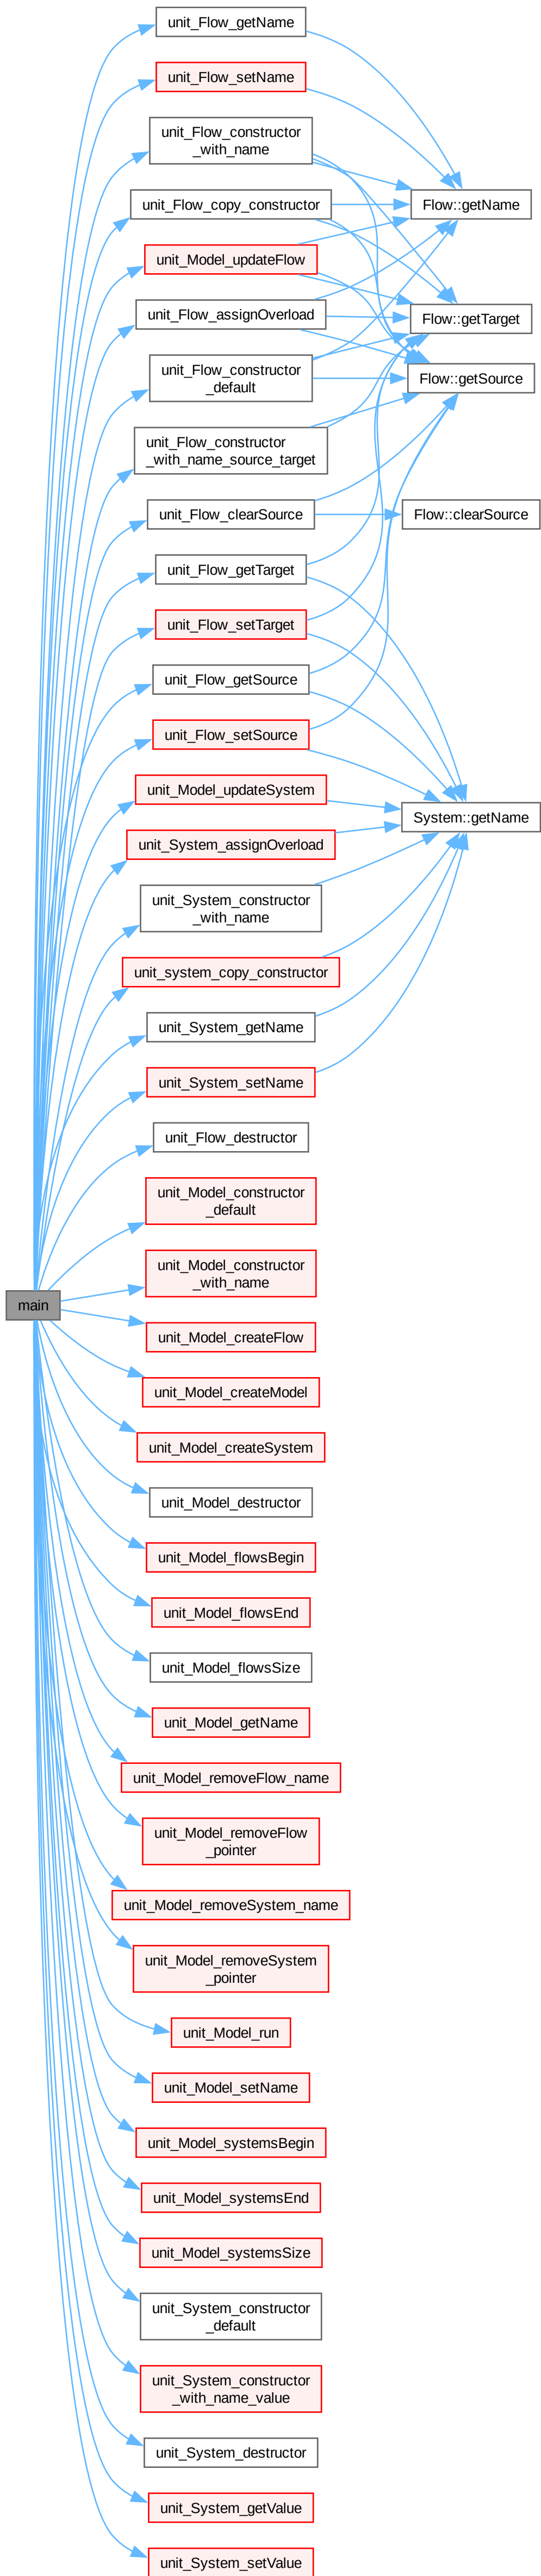 unit_Flow_getName
unit_Flow_setName
unit_Flow_constructor
_with_name
unit_Flow_copy_constructor
Flow::getName
unit_Model_updateFlow
unit_Flow_assignOverload
Flow::getTarget
unit_Flow_constructor
_default
Flow::getSource
unit_Flow_constructor
_with_name_source_target
unit_Flow_clearSource
Flow::clearSource
unit_Flow_getTarget
unit_Flow_setTarget
unit_Flow_getSource
unit_Flow_setSource
unit_Model_updateSystem
System::getName
unit_System_assignOverload
unit_System_constructor
_with_name
unit_system_copy_constructor
unit_System_getName
unit_System_setName
unit_Flow_destructor
unit_Model_constructor
_default
unit_Model_constructor
_with_name
main
unit_Model_createFlow
unit_Model_createModel
unit_Model_createSystem
unit_Model_destructor
unit_Model_flowsBegin
unit_Model_flowsEnd
unit_Model_flowsSize
unit_Model_getName
unit_Model_removeFlow_name
unit_Model_removeFlow
_pointer
unit_Model_removeSystem_name
unit_Model_removeSystem
_pointer
unit_Model_run
unit_Model_setName
unit_Model_systemsBegin
unit_Model_systemsEnd
unit_Model_systemsSize
unit_System_constructor
_default
unit_System_constructor
_with_name_value
unit_System_destructor
unit_System_getValue
unit_System_setValue